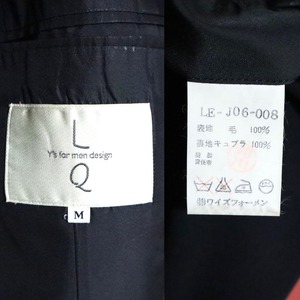 L
Y's for men design
Q
M
LE-J06-008
表地 毛 100%
裏地キュプラ 100%
㈱ワイズフォーメン